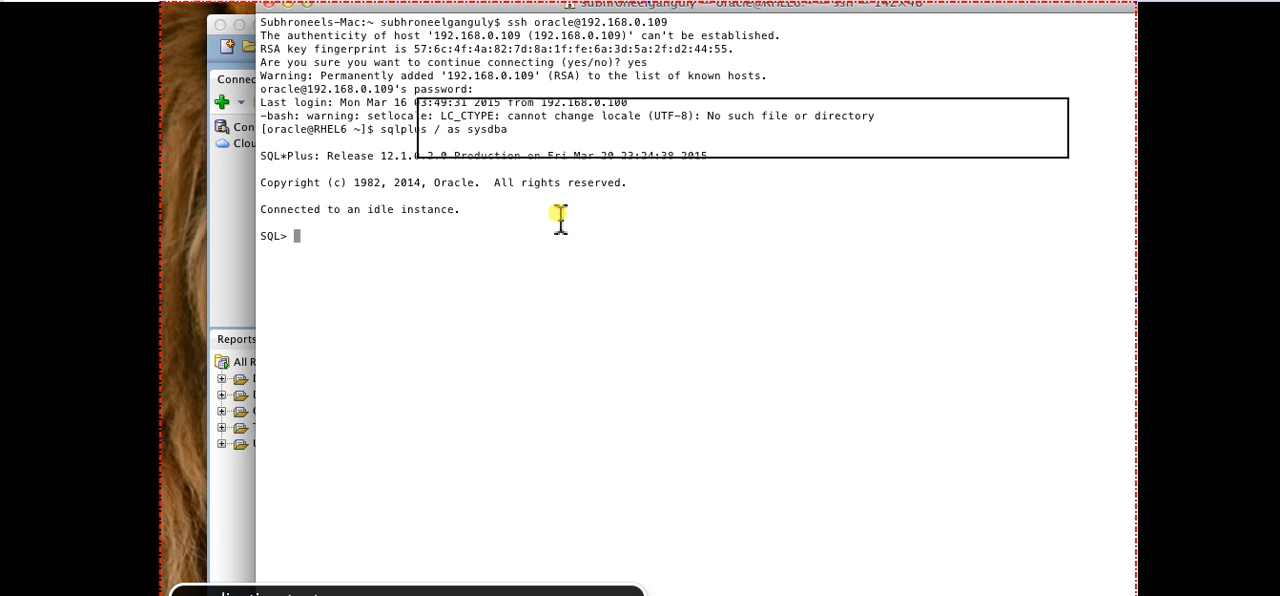 Subhroneels-Mac:~ subhroneelganguly$ ssh oracle@192.168.0.109
The authenticity of host '192.168.0.109 (192.168.0.109)' can't be established.
RSA key fingerprint is 57:6c:4f:4a:82:7d:8a:1f:fe:6a:3d:5a:2f:d2:44:55.
Are you sure you want to continue connecting (yes/no)? yes
Warning: Permanently added '192.168.0.109' (RSA) to the list of known hosts.
oracle@192.168.0.109's password:
Last login: Mon Mar 16 03:49:31 2015 from 192.168.0.100
-bash: warning: setlocale: LC_CTYPE: cannot change locale (UTF-8): No such file or directory
[oracle@RHEL6 ~]$ sqlplus / as sysdba
SQL*Plus: Release 12.1.0.2.0 Production on Fri Mar 20 23:24:38 2015
Copyright (c) 1982, 2014, Oracle.  All rights reserved.
Connected to an idle instance.
SQL>
Connec
Con
Clou
Reports
All R